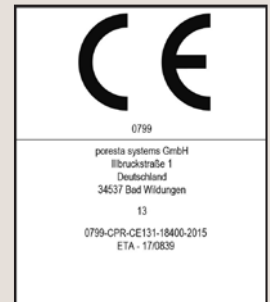 CE
0799
poresta systems GmbH
Illbruckstraße 1
Deutschland
34537 Bad Wildungen
13
0799-CPR-CE131-18400-2015
ETA - 17/0839